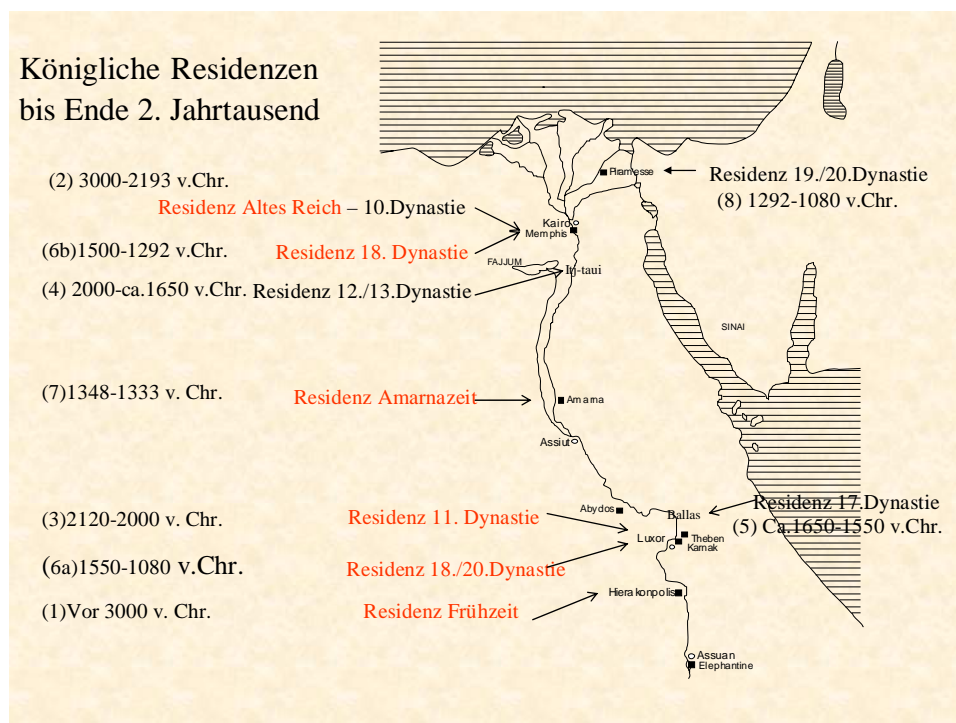 Königliche Residenzen
bis Ende 2. Jahrtausend
(2) 3000-2193 v.Chr.
Residenz Altes Reich – 10.Dynastie
(6b)1500-1292 v.Chr.
Residenz 18. Dynastie
(4) 2000-ca.1650 v.Chr.
Residenz 12./13.Dynastie
(7)1348-1333 v. Chr.
Residenz Amarnazeit
(3)2120-2000 v. Chr.
Residenz 11. Dynastie
(6a)1550-1080 v.Chr.
Residenz 18./20.Dynastie
(1)Vor 3000 v. Chr.
Residenz Frühzeit
Piramesse
Residenz 19./20.Dynastie
(8) 1292-1080 v.Chr.
Kairo
Memphis
FAJJUM
Itj-taui
SINAI
Amarna
Assiut
Abydos
Ballas
Residenz 17.Dynastie
(5) Ca.1650-1550 v.Chr.
Luxor
Theben
Karnak
Hierakonpolis
Assuan
Elephantine